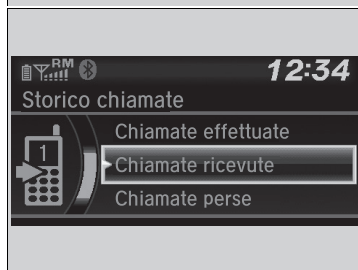 RM 12:34
Storico chiamate
1 Chiamate effettuate
Chiamate ricevute
Chiamate perse